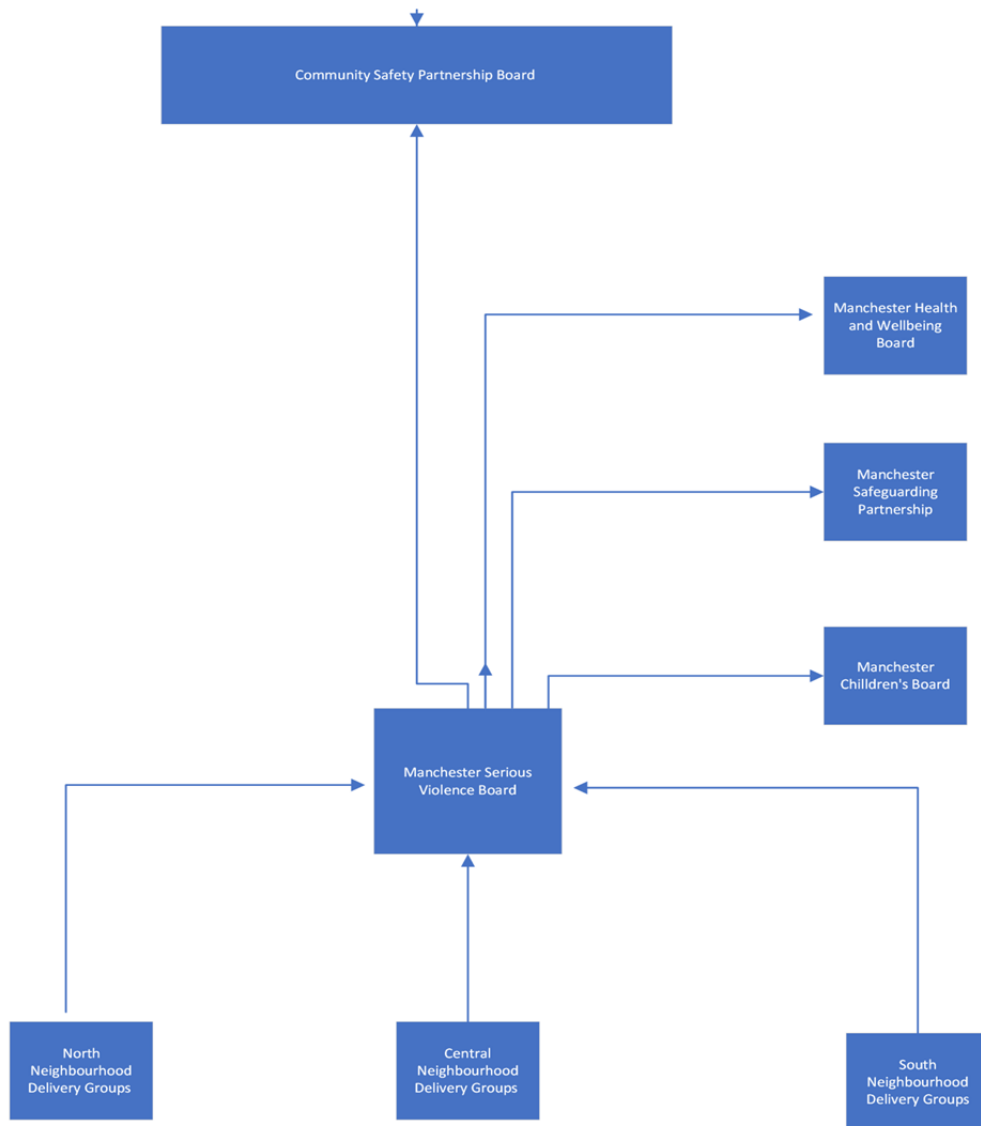 Community Safety Partnership Board
Manchester Health
and Wellbeing
Board
Manchester
Safeguarding
Partnership
Manchester
Chilldren's Board
Manchester Serious
Violence Board
North
Neighbourhood
Delivery Groups
Central
Neighbourhood
Delivery Groups
South
Neighbourhood
Delivery Groups